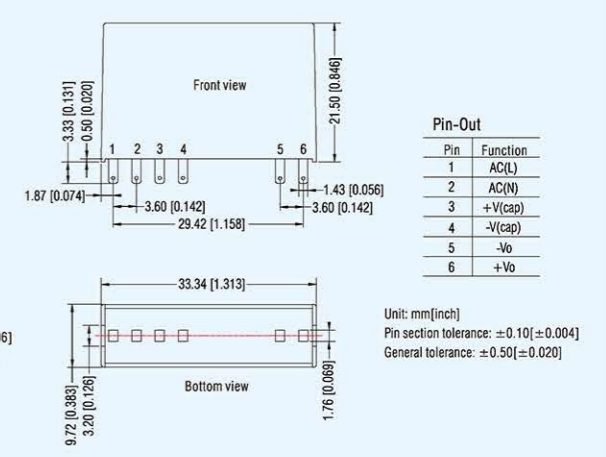 Front view
21.50 [0.846]
3.33 [0.131]
0.50 [0.020]
1 2 3 4 5 6
1.87 [0.074]
1.43 [0.056]
3.60 [0.142]
3.60 [0.142]
29.42 [1.158]
33.34 [1.313]
9.72 [0.383]
3.20 [0.126]
1.76 [0.069]
Bottom view
6]
Pin-Out
Pin Function
1 AC(L)
2 AC(N)
3 +V(cap)
4 -V(cap)
5 -Vo
6 +Vo
Unit: mm[inch]
Pin section tolerance: ±0.10[±0.004]
General tolerance: ±0.50[±0.020]